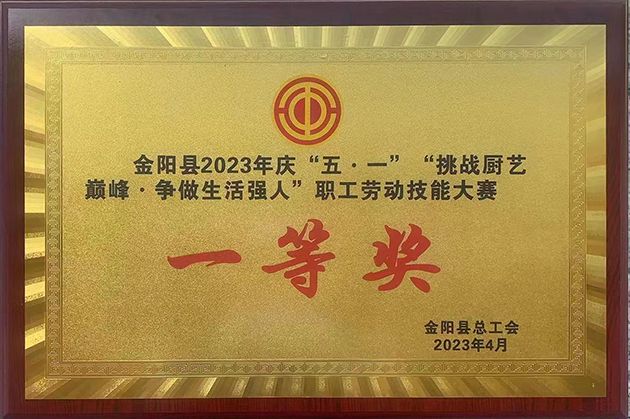 金阳县2023年庆“五·一”“挑战厨艺
巅峰·争做生活强人”职工劳动技能大赛
一等奖
金阳县总工会
2023年4月